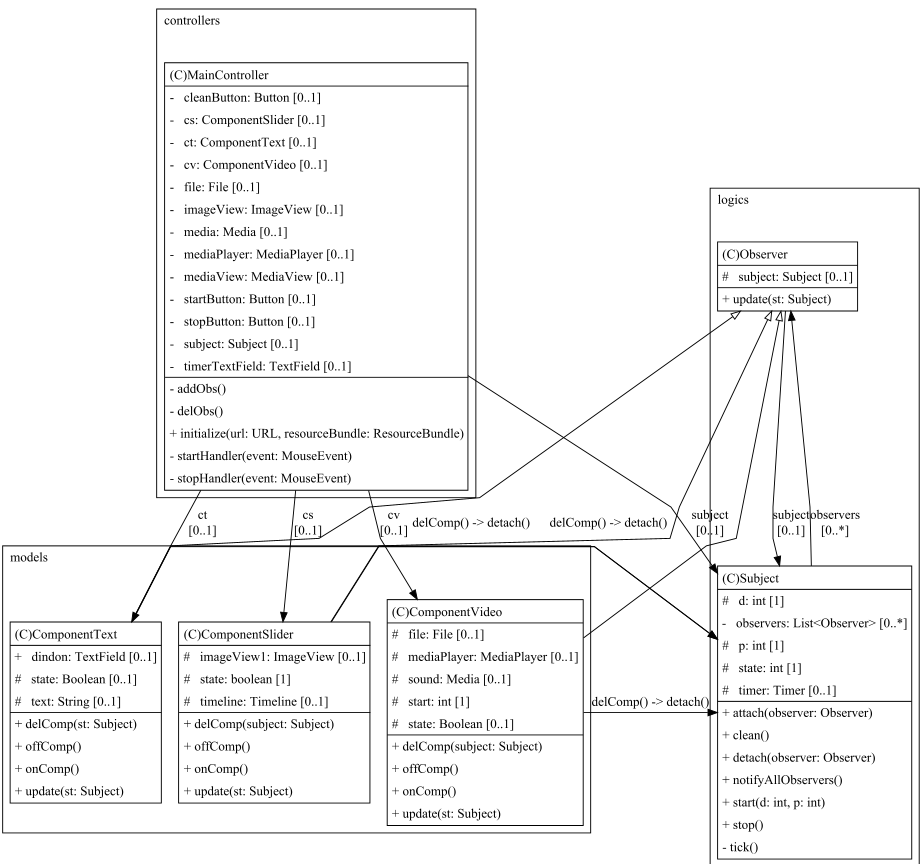 controllers
(C)MainController
- cleanButton: Button [0..1]
- cs: ComponentSlider [0..1]
- ct: ComponentText [0..1]
- cv: ComponentVideo [0..1]
- file: File [0..1]
- imageView: ImageView [0..1]
- media: Media [0..1]
- mediaPlayer: MediaPlayer [0..1]
- mediaView: MediaView [0..1]
- startButton: Button [0..1]
- stopButton: Button [0..1]
- subject: Subject [0..1]
- timerTextField: TextField [0..1]
- addObs()
- delObs()
+ initialize(url: URL, resourceBundle: ResourceBundle)
- startHandler(event: MouseEvent)
- stopHandler(event: MouseEvent)
logics
(C)Observer
# subject: Subject [0..1]
+ update(st: Subject)
ct
[0..1]
cs
[0..1]
cv
[0..1]
delComp() -> detach()
delComp() -> detach()
subject
[0..1]
subject
[0..1]
observers
[0..*]
models
(C)ComponentText
+ dindon: TextField [0..1]
# state: Boolean [0..1]
# text: String [0..1]
+ delComp(st: Subject)
+ offComp()
+ onComp()
+ update(st: Subject)
(C)ComponentSlider
# imageView1: ImageView [0..1]
# state: boolean [1]
# timeline: Timeline [0..1]
+ delComp(subject: Subject)
+ offComp()
+ onComp()
+ update(st: Subject)
(C)ComponentVideo
# file: File [0..1]
# mediaPlayer: MediaPlayer [0..1]
# sound: Media [0..1]
# start: int [1]
# state: Boolean [0..1]
+ delComp(subject: Subject)
+ offComp()
+ onComp()
+ update(st: Subject)
delComp() -> detach()
(C)Subject
# d: int [1]
- observers: List<Observer> [0..*]
# p: int [1]
# state: int [1]
# timer: Timer [0..1]
+ attach(observer: Observer)
+ clean()
+ detach(observer: Observer)
+ notifyAllObservers()
+ start(d: int, p: int)
+ stop()
- tick()